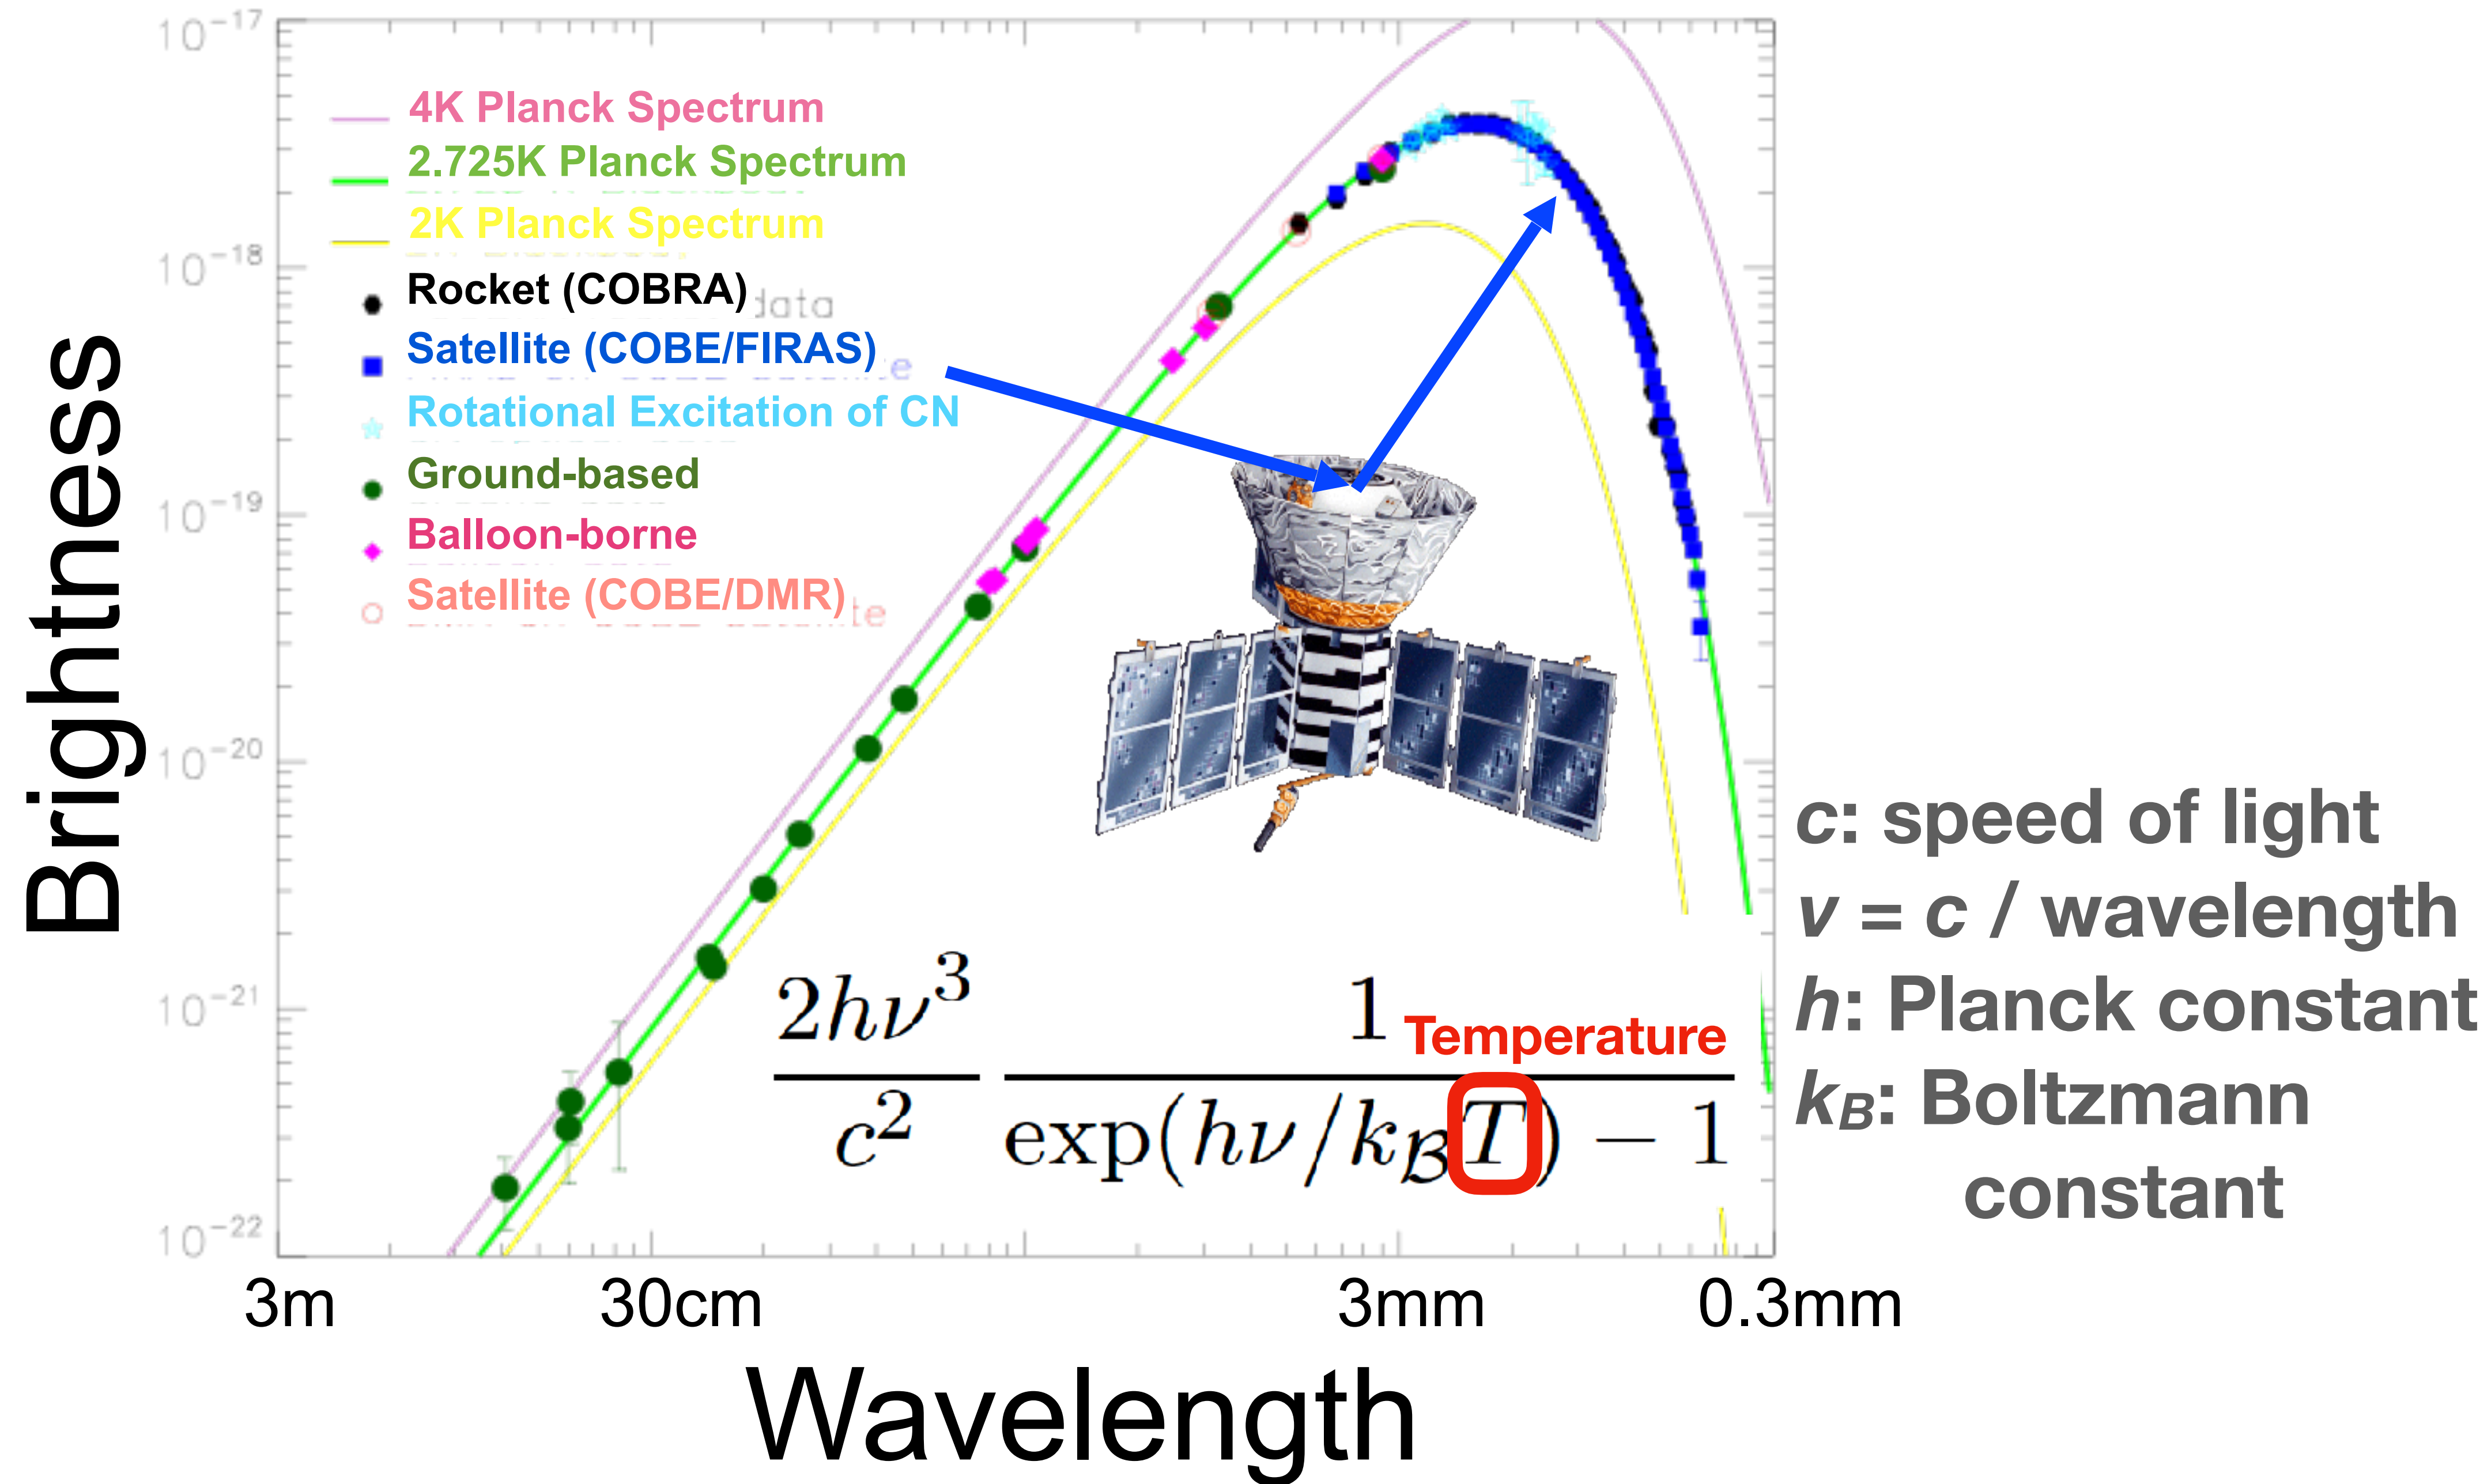 Brightness
10⁻¹⁷
10⁻¹⁸
10⁻¹⁹
10⁻²⁰
10⁻²¹
10⁻²²
4K Planck Spectrum
2.725K Planck Spectrum
2K Planck Spectrum
Rocket (COBRA) data
Satellite (COBE/FIRAS)
Rotational Excitation of CN
Ground-based
Balloon-borne
Satellite (COBE/DMR)
2hν³ / c² 1 / exp(hν/k_BT) − 1
Temperature
c: speed of light
ν = c / wavelength
h: Planck constant
k_B: Boltzmann
constant
3m 30cm 3mm 0.3mm
Wavelength